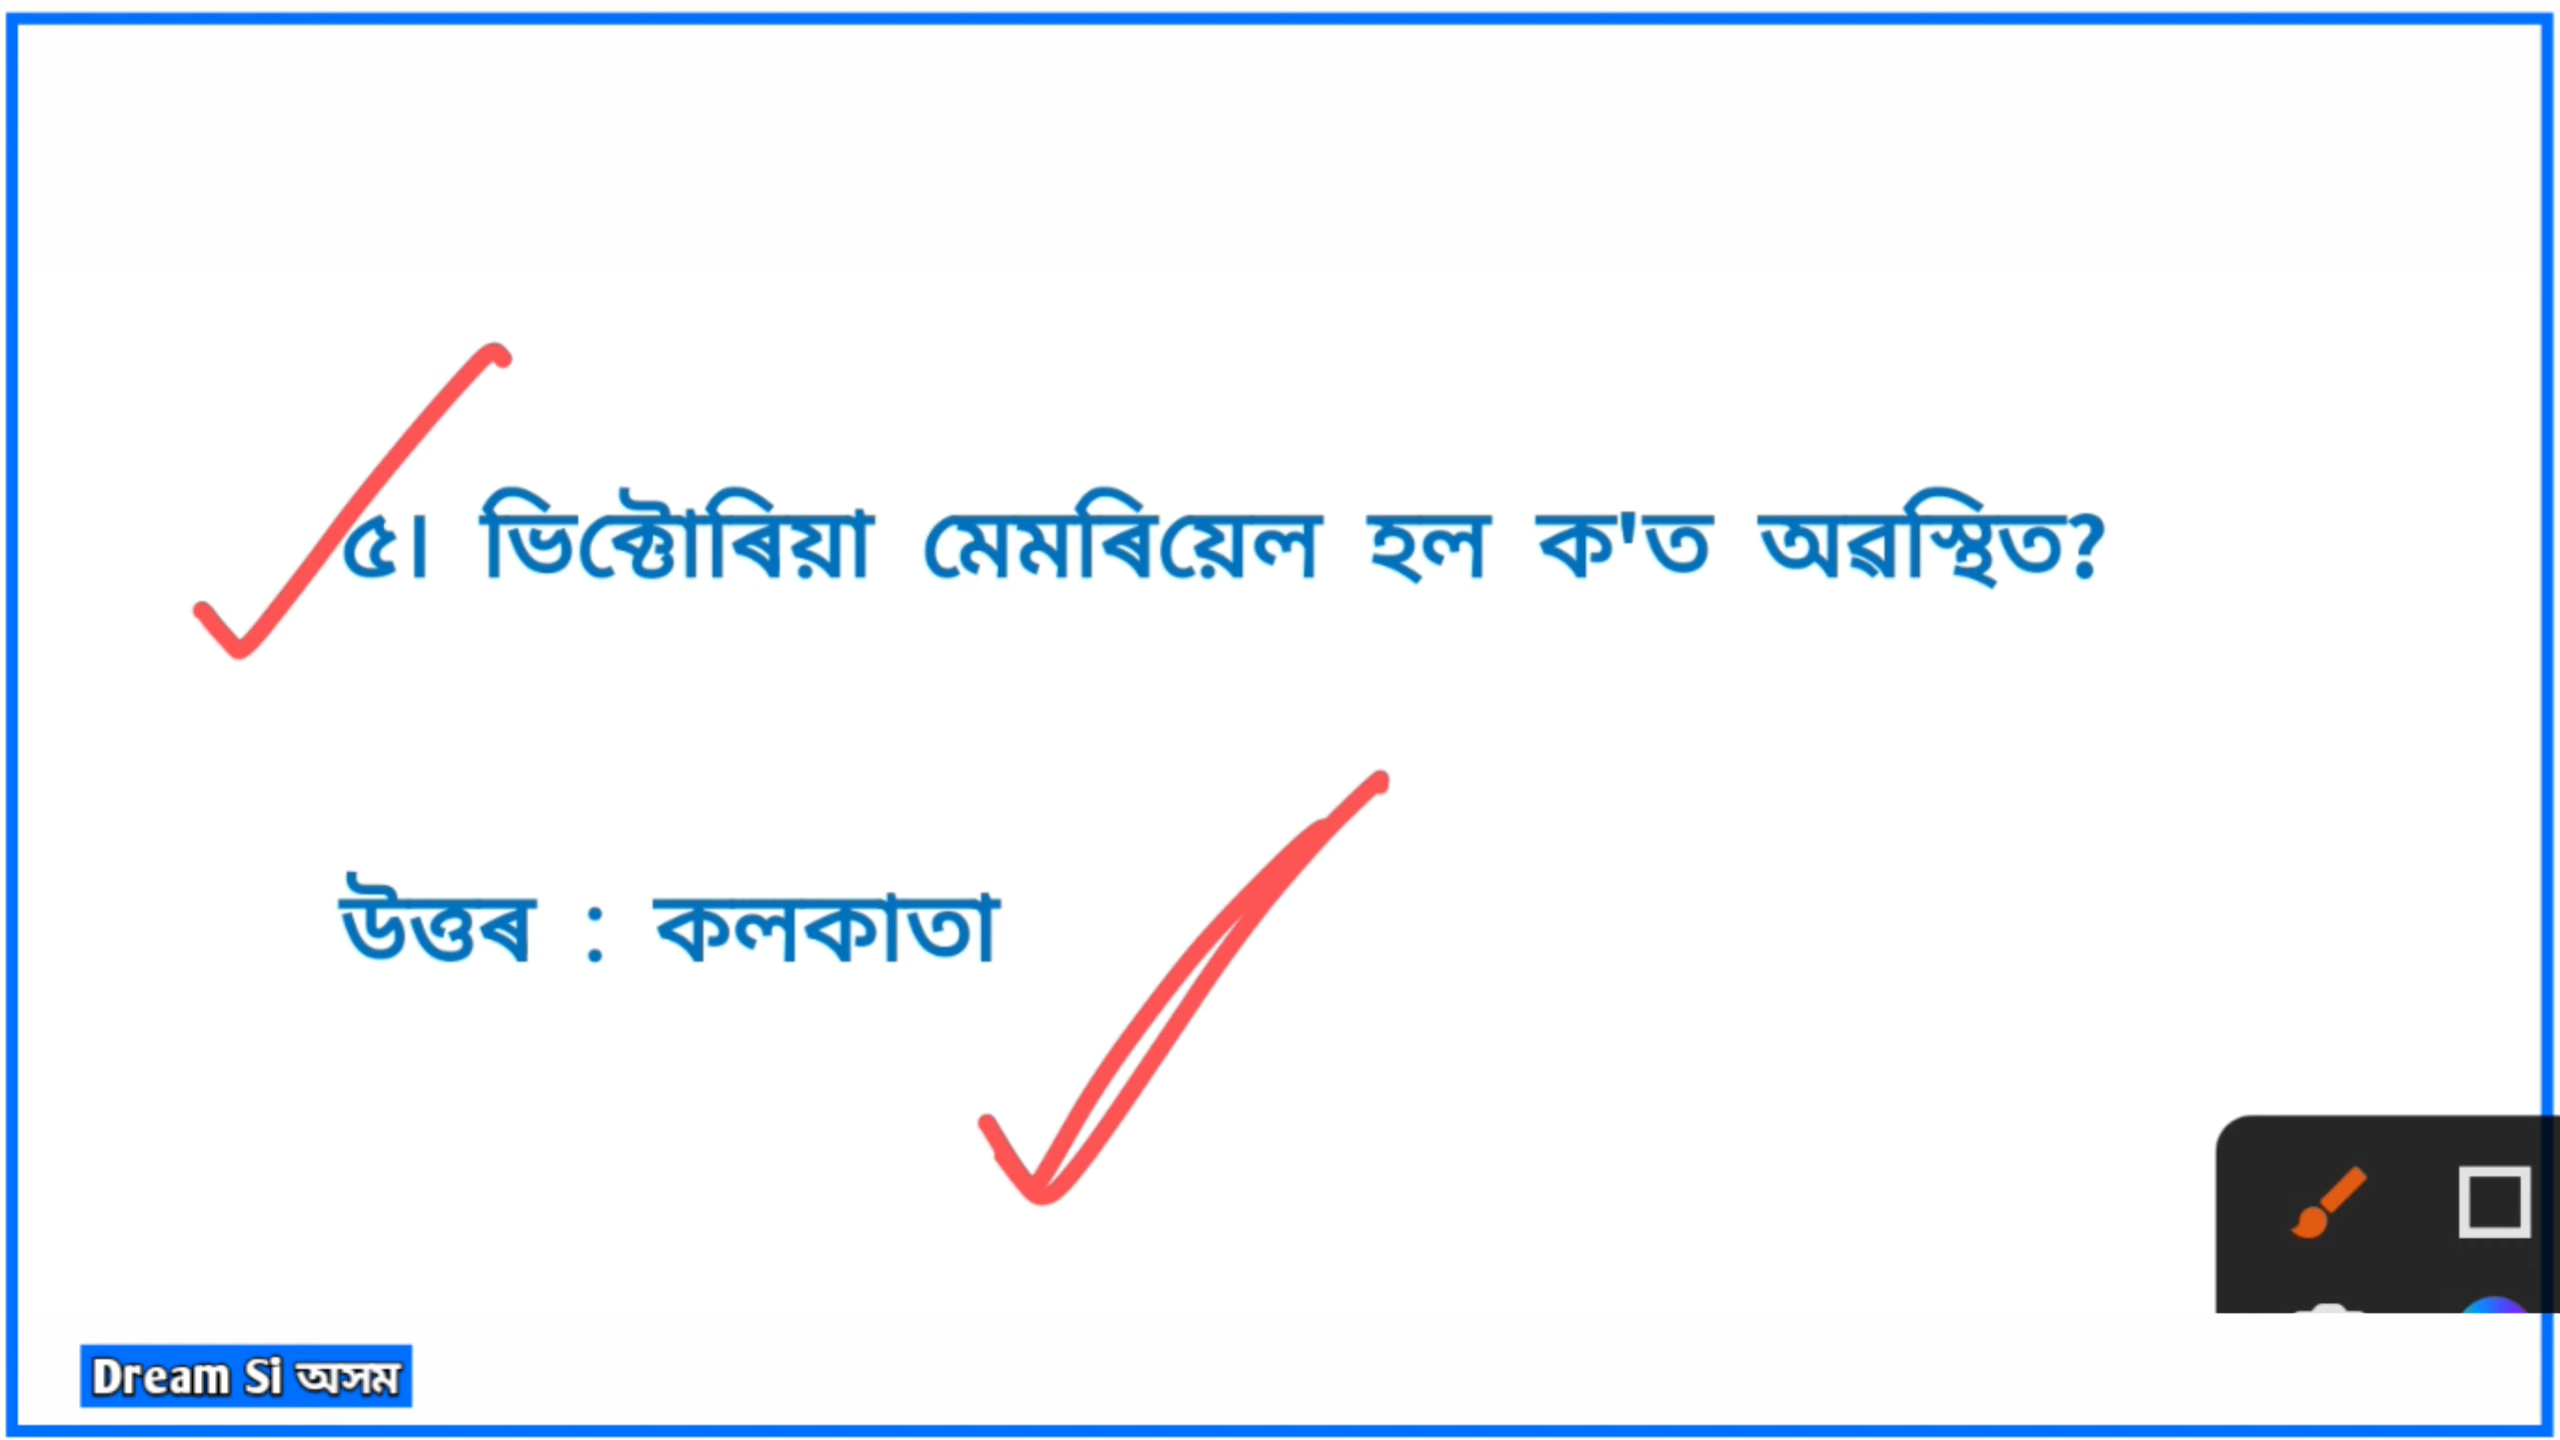 ৫। ভিক্টোৰিয়া মেমৰিয়েল হল ক'ত অৱস্থিত?
উত্তৰ : কলকাতা
Dream Si অসম